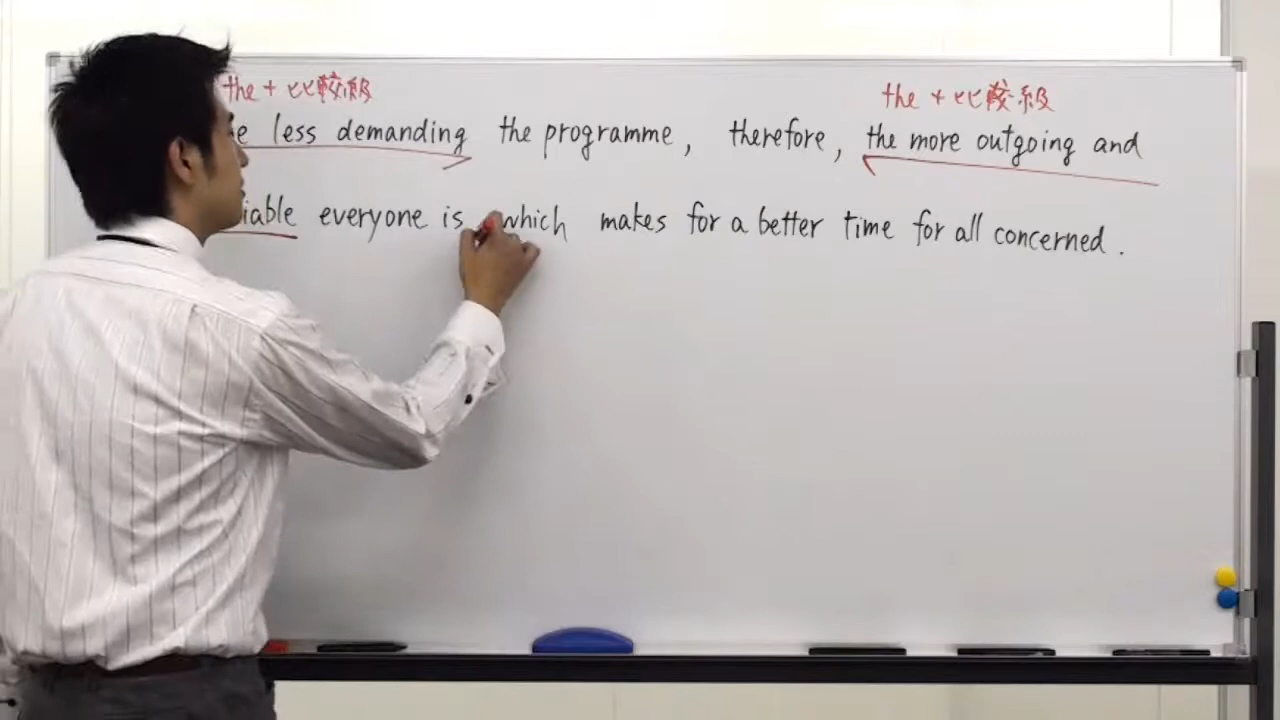 the + 比較級 the + 比較級
less demanding the programme, therefore, the more outgoing and
everyone is which makes for a better time for all concerned.